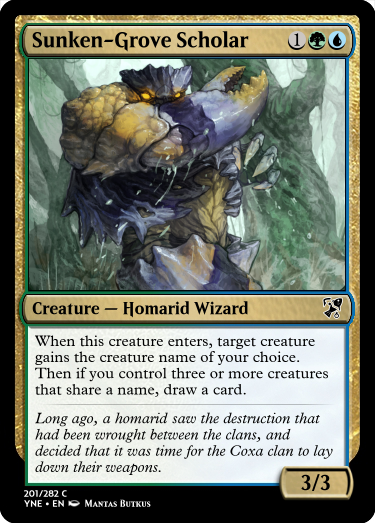 Sunken-Grove Scholar 1
Creature — Homarid Wizard
When this creature enters, target creature
gains the creature name of your choice.
Then if you control three or more creatures
that share a name, draw a card.
Long ago, a homarid saw the destruction that
had been wrought between the clans, and
decided that it was time for the Coxa clan to lay
down their weapons.
3/3
201/282 C
YNE • EN Mantas Butkus